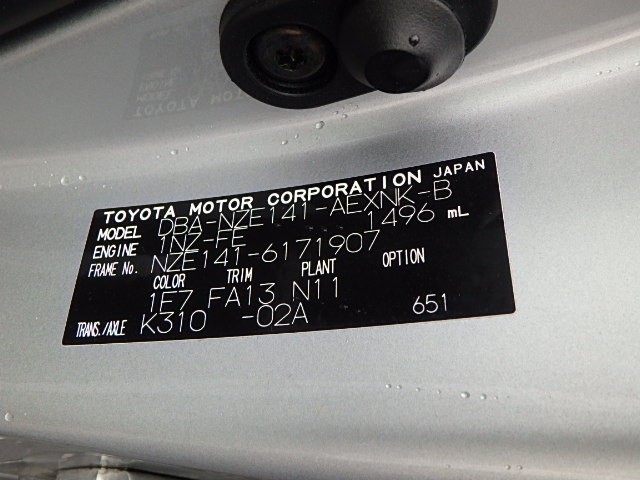 TOYOTA MOTOR CORPORATION JAPAN
MODEL DBA-NZE141-AEXNK-B
ENGINE 1NZ-FE 1496 mL
FRAME No. NZE141-6171907
COLOR TRIM PLANT OPTION
1E7 FA13 N11
TRANS./AXLE K310 -02A 651